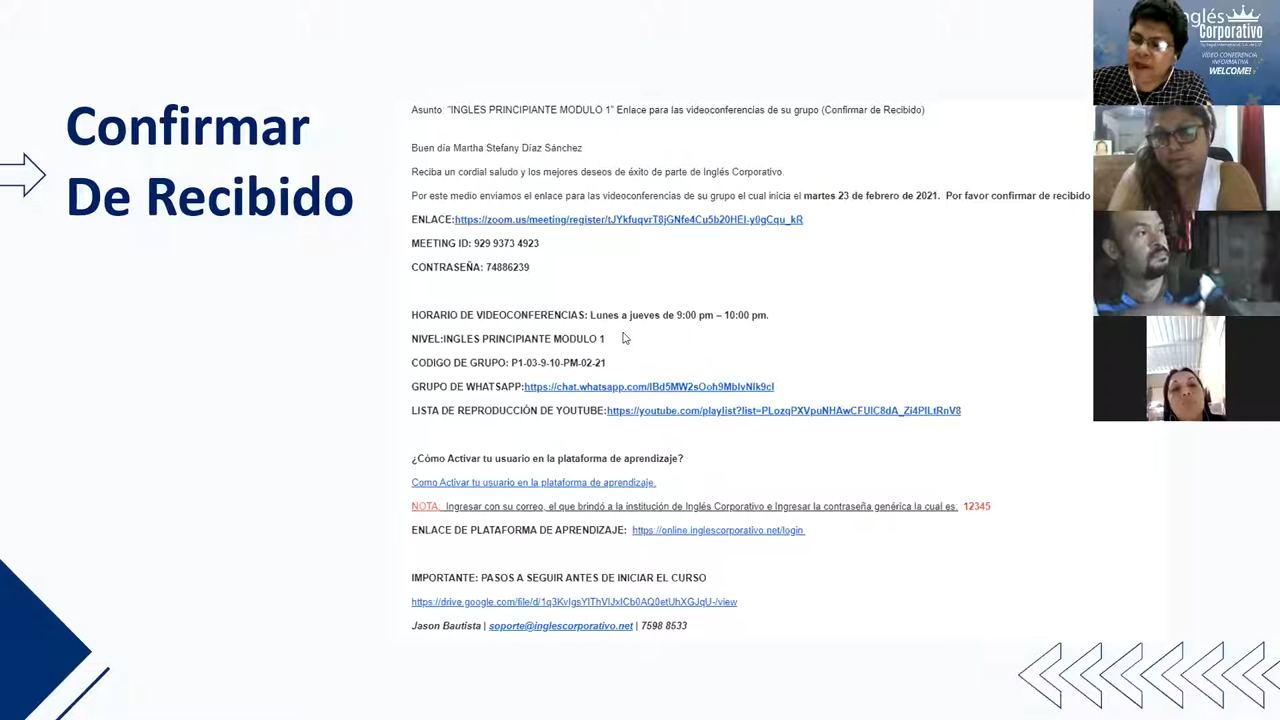 Confirmar
De Recibido
Asunto "INGLES PRINCIPIANTE MODULO 1" Enlace para las videoconferencias de su grupo (Confirmar de Recibido)
Buen día Martha Stefany Díaz Sánchez
Reciba un cordial saludo y los mejores deseos de éxito de parte de Inglés Corporativo.
Por este medio enviamos el enlace para las videoconferencias de su grupo el cual inicia el martes 23 de febrero de 2021. Por favor confirmar de recibido
ENLACE:https://zoom.us/meeting/register/tJYkfuqvrT8jGNfe4Cu5b20HEI-y0gCqu_kR
MEETING ID: 929 9373 4923
CONTRASEÑA: 74886239
HORARIO DE VIDEOCONFERENCIAS: Lunes a jueves de 9:00 pm – 10:00 pm.
NIVEL:INGLES PRINCIPIANTE MODULO 1
CODIGO DE GRUPO: P1-03-9-10-PM-02-21
GRUPO DE WHATSAPP:https://chat.whatsapp.com/IBd5MW2sOoh9MbIvNlk9cI
LISTA DE REPRODUCCIÓN DE YOUTUBE:https://youtube.com/playlist?list=PLozqPXVpuNHAwCFUIC8dA_Zi4PILtRnV8
¿Cómo Activar tu usuario en la plataforma de aprendizaje?
Como Activar tu usuario en la plataforma de aprendizaje.
NOTA: Ingresar con su correo, el que brindó a la institución de Inglés Corporativo e Ingresar la contraseña genérica la cual es: 12345
ENLACE DE PLATAFORMA DE APRENDIZAJE: https://online.inglescorporativo.net/login
IMPORTANTE: PASOS A SEGUIR ANTES DE INICIAR EL CURSO
https://drive.google.com/file/d/1q3KvIgsYIThVIJxICb0AQ0etUhXGJqU-/view
Jason Bautista | soporte@inglescorporativo.net | 7598 8533
nglés
Corporativo
VIDEO CONFERENCIA
INFORMATIVA
WELCOME!